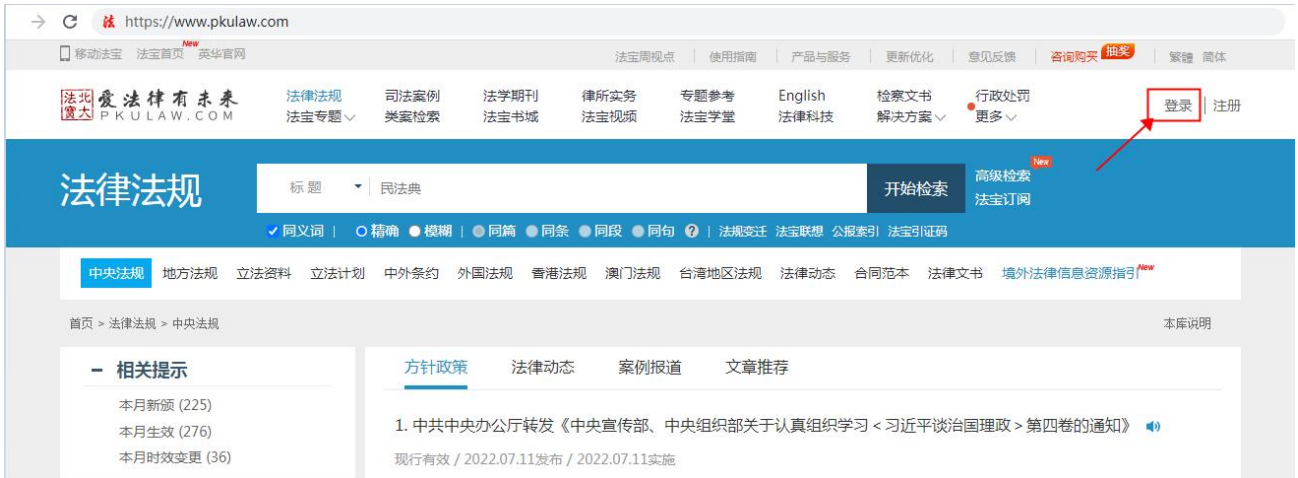 https://www.pkulaw.com
移动法宝 法宝首页 New 英华官网 法宝周视点 | 使用指南 | 产品与服务 | 更新优化 | 意见反馈 | 咨询购买 抽奖 | 繁體 简体
法律法规 司法案例 法学期刊 律所实务 专题参考 English 检察文书 行政处罚
北大法宝 爱法律有未来 PKULAW.COM 登录 | 注册
法宝专题 类案检索 法宝书城 法宝视频 法宝学堂 法律科技 解决方案 更多
法律法规 标题 民法典 开始检索 高级检索 New
法宝订阅
同义词 | 精确 模糊 | 同篇 同条 同段 同句 ? | 法规变迁 法宝联想 公报索引 法宝引证码
中央法规 地方法规 立法资料 立法计划 中外条约 外国法规 香港法规 澳门法规 台湾地区法规 法律动态 合同范本 法律文书 境外法律信息资源指引 New
首页 > 法律法规 > 中央法规 本库说明
相关提示 方针政策 法律动态 案例报道 文章推荐
本月新颁 (225)
本月生效 (276) 1. 中共中央办公厅转发《中央宣传部、中央组织部关于认真组织学习＜习近平谈治国理政＞第四卷的通知》
本月时效变更 (36) 现行有效 / 2022.07.11发布 / 2022.07.11实施